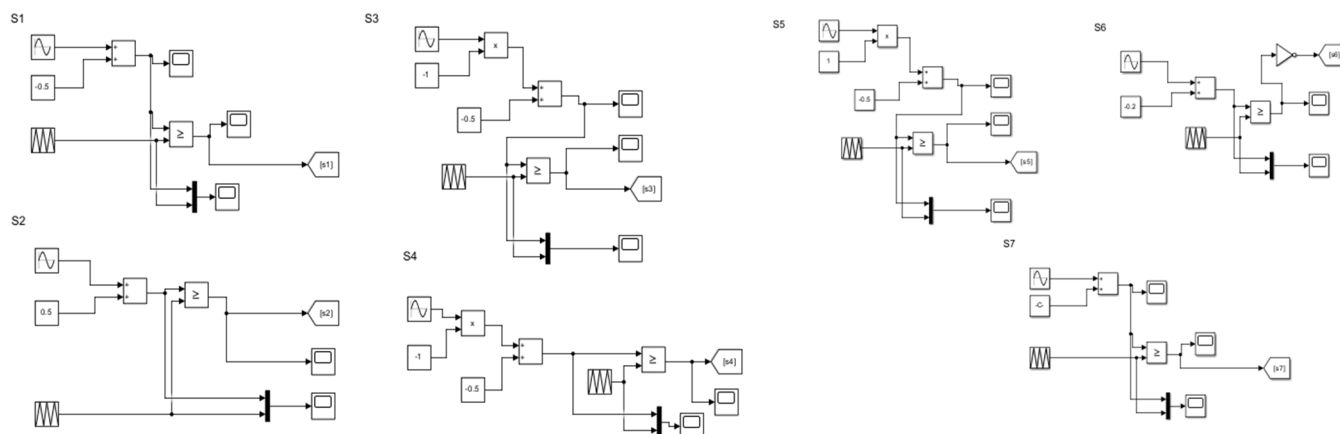 S1
+
+
-0.5
≥
[s1]
S2
+
+
0.5
≥
[s2]
S3
x
-1
+
+
-0.5
≥
[s3]
S4
x
-1
+
+
-0.5
≥
[s4]
S5
x
1
+
+
-0.5
≥
[s5]
S6
+
+
-0.2
≥
[s6]
S7
+
+
-C-
≥
[s7]